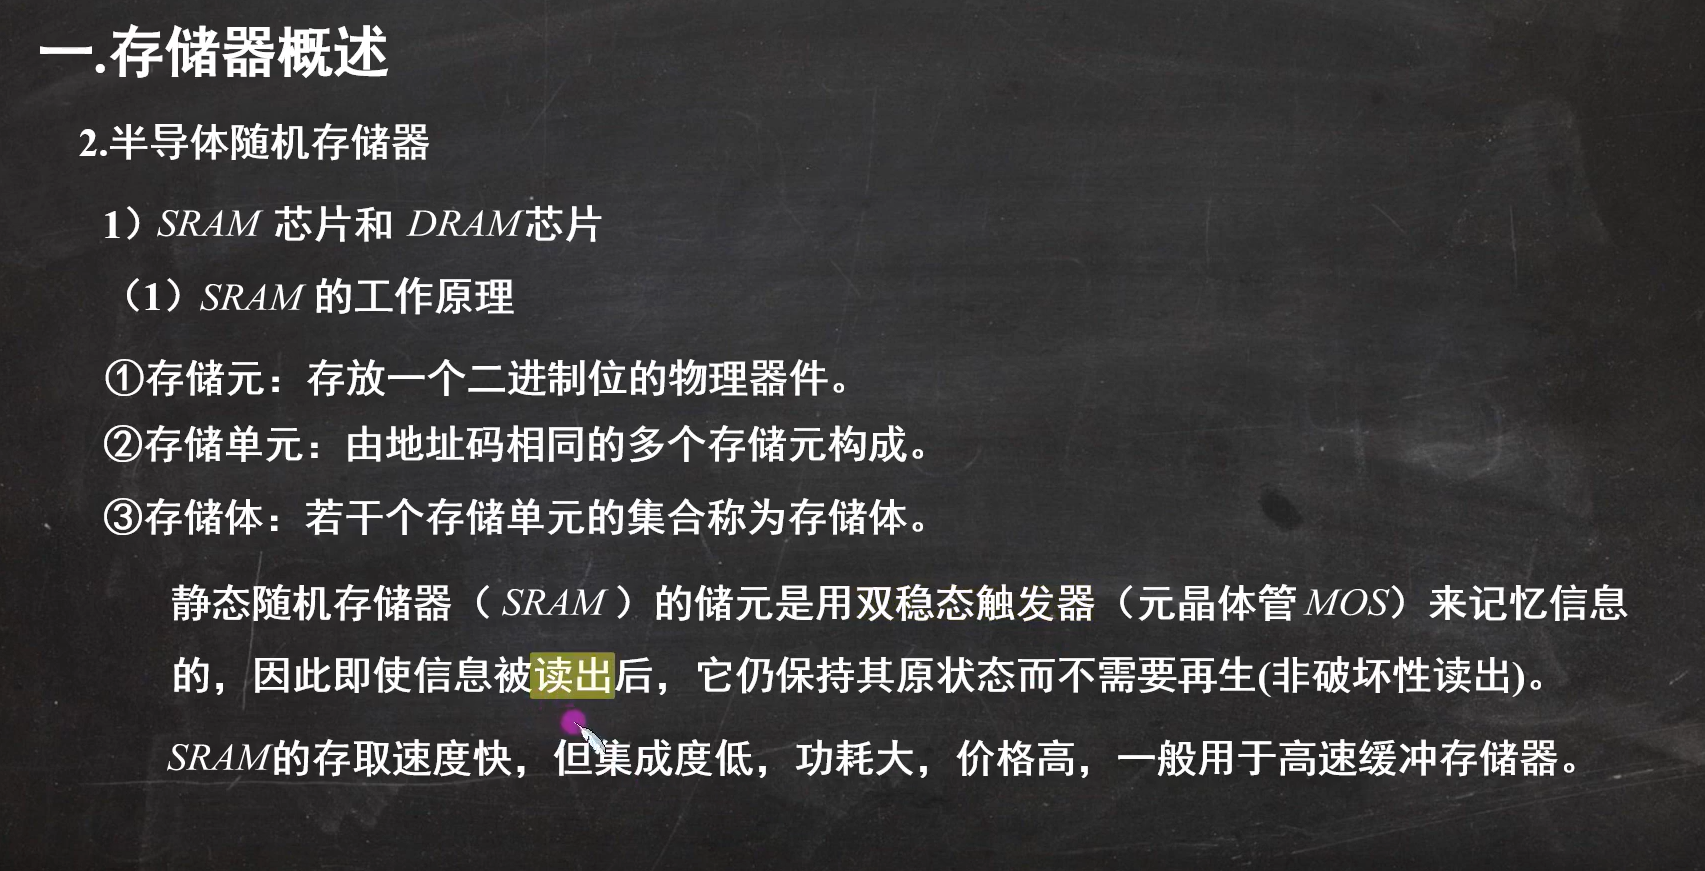 一.存储器概述
2.半导体随机存储器
1）SRAM 芯片和 DRAM芯片
（1）SRAM 的工作原理
①存储元：存放一个二进制位的物理器件。
②存储单元：由地址码相同的多个存储元构成。
③存储体：若干个存储单元的集合称为存储体。
静态随机存储器（ SRAM ）的储元是用双稳态触发器（元晶体管 MOS）来记忆信息
的，因此即使信息被读出后，它仍保持其原状态而不需要再生(非破坏性读出)。
SRAM的存取速度快，但集成度低，功耗大，价格高，一般用于高速缓冲存储器。